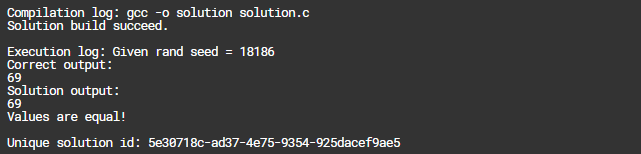 Compilation log: gcc -o solution solution.c
Solution build succeed.
Execution log: Given rand seed = 18186
Correct output:
69
Solution output:
69
Values are equal!
Unique solution id: 5e30718c-ad37-4e75-9354-925dacef9ae5